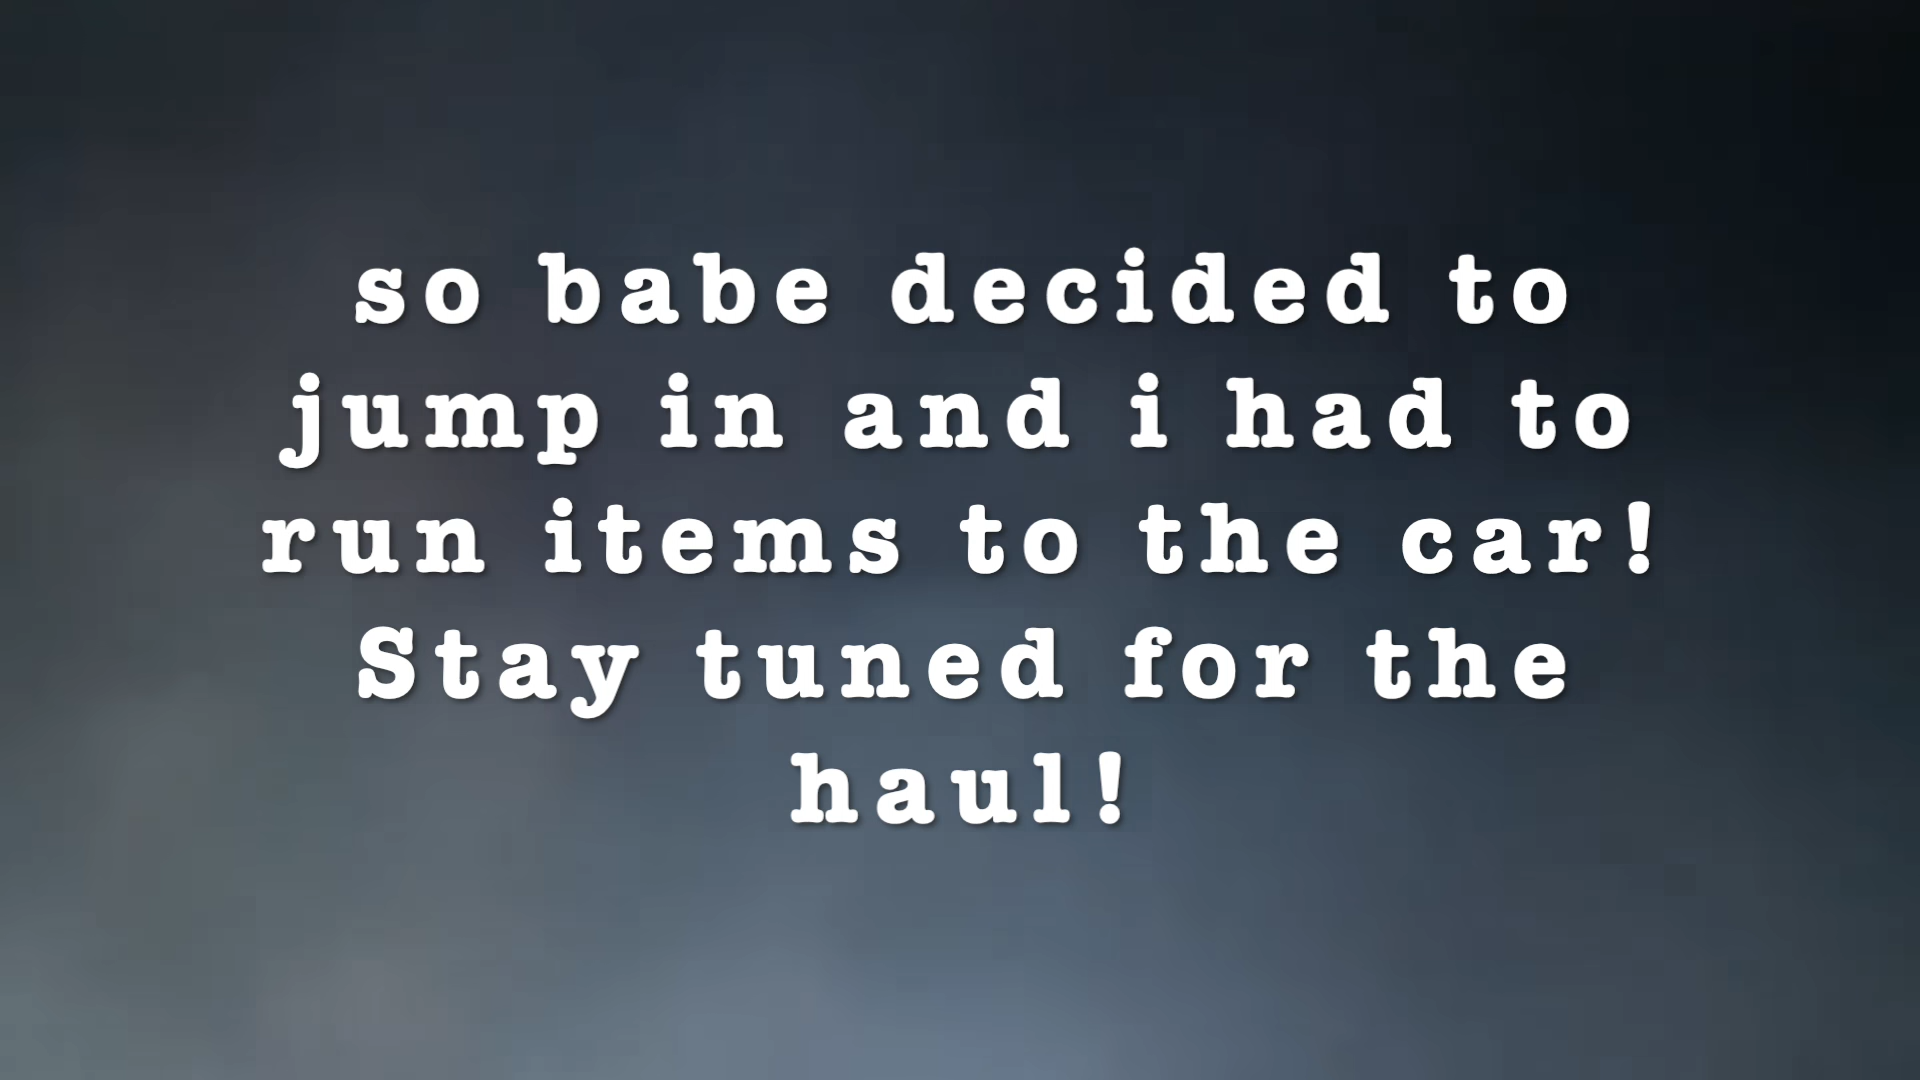 so babe decided to
jump in and i had to
run items to the car!
Stay tuned for the
haul!